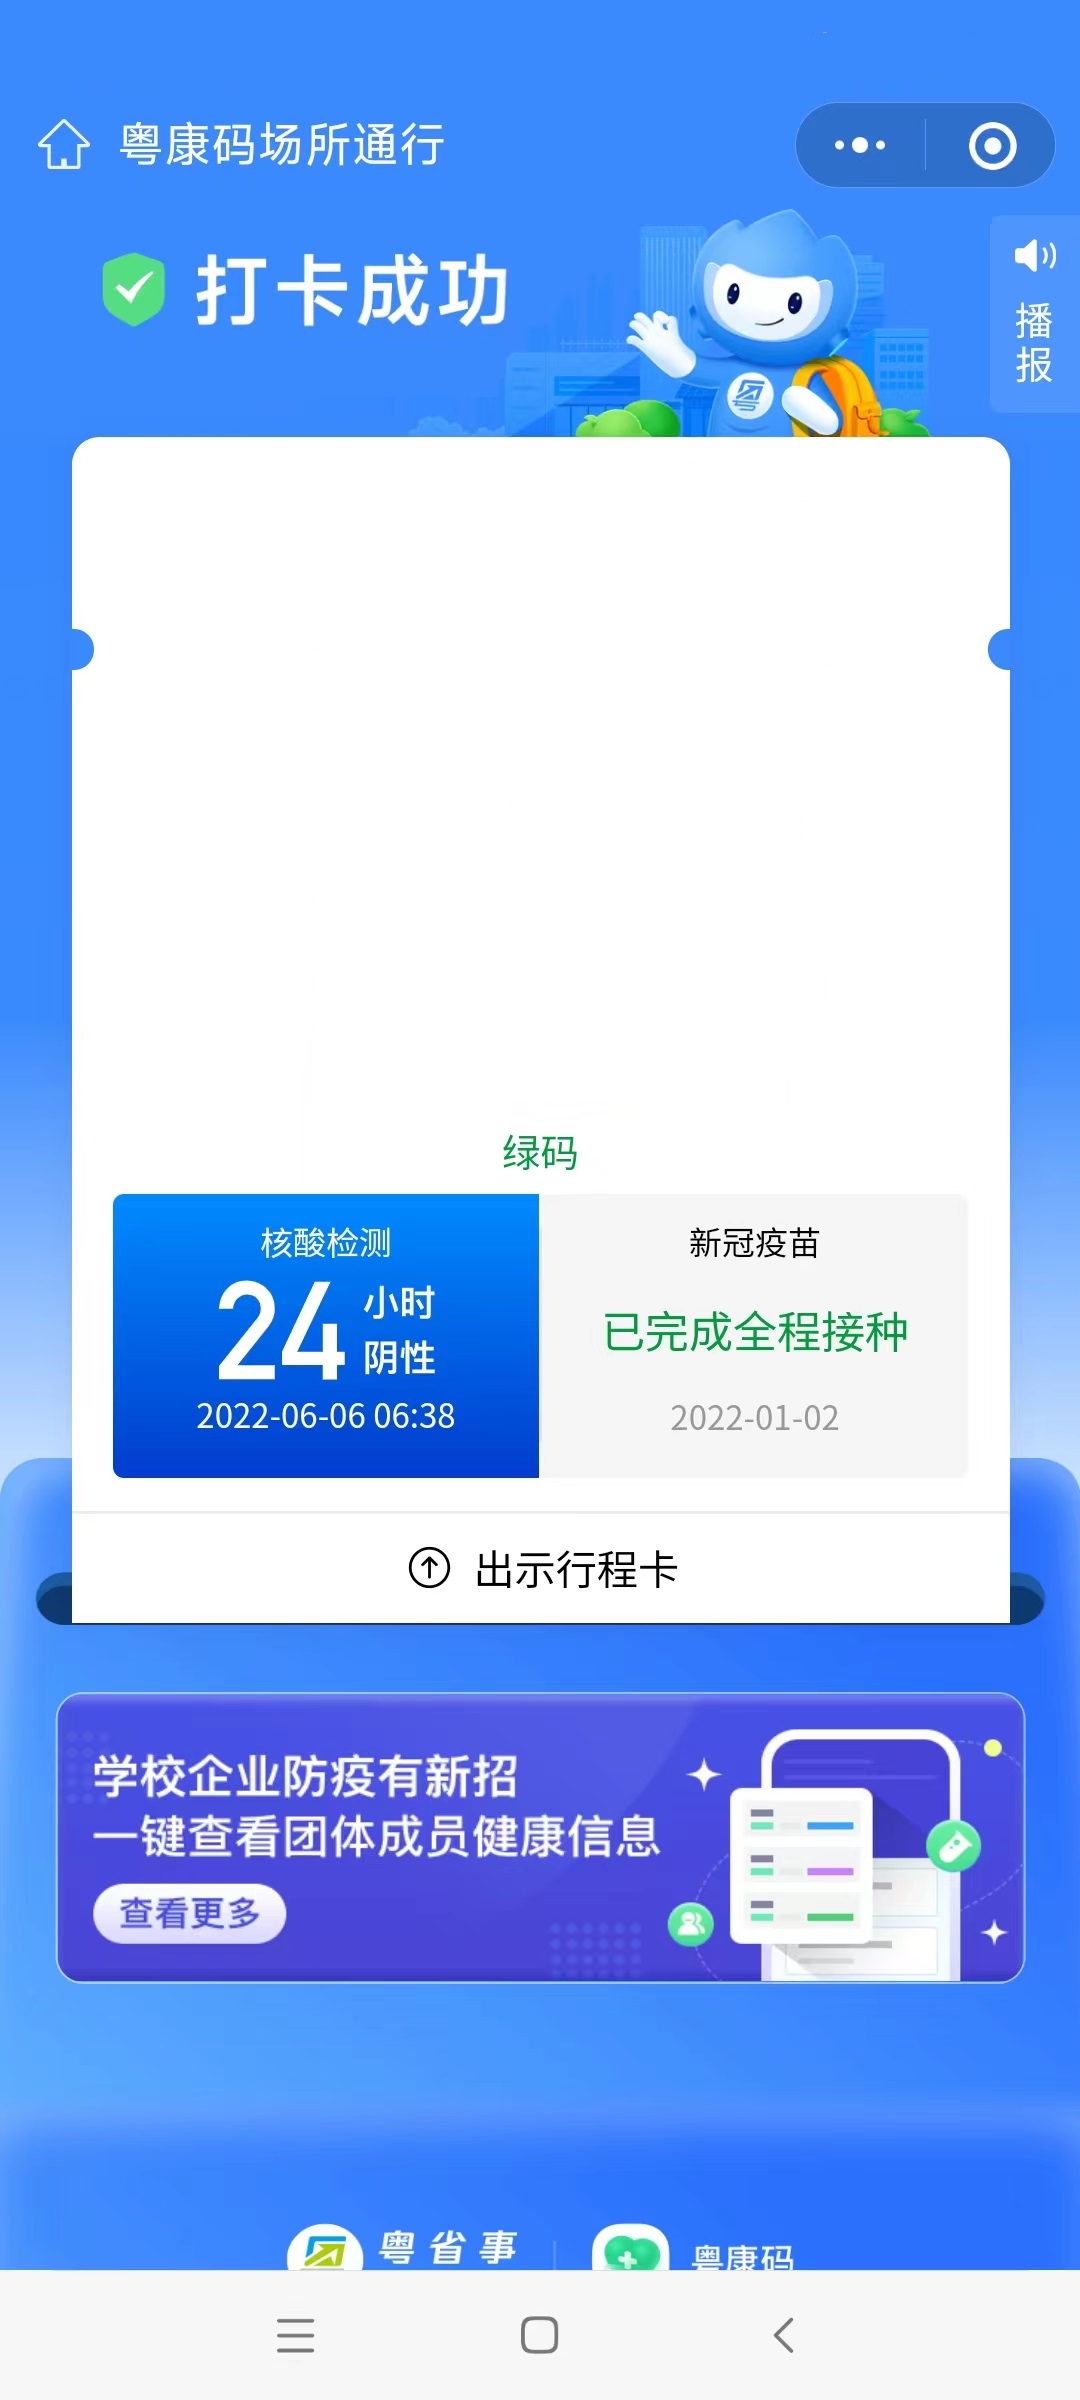 粤康码场所通行
打卡成功
播
报
绿码
核酸检测
24 小时
阴性
2022-06-06 06:38
新冠疫苗
已完成全程接种
2022-01-02
出示行程卡
学校企业防疫有新招
一键查看团体成员健康信息
查看更多
粤省事
粤康码